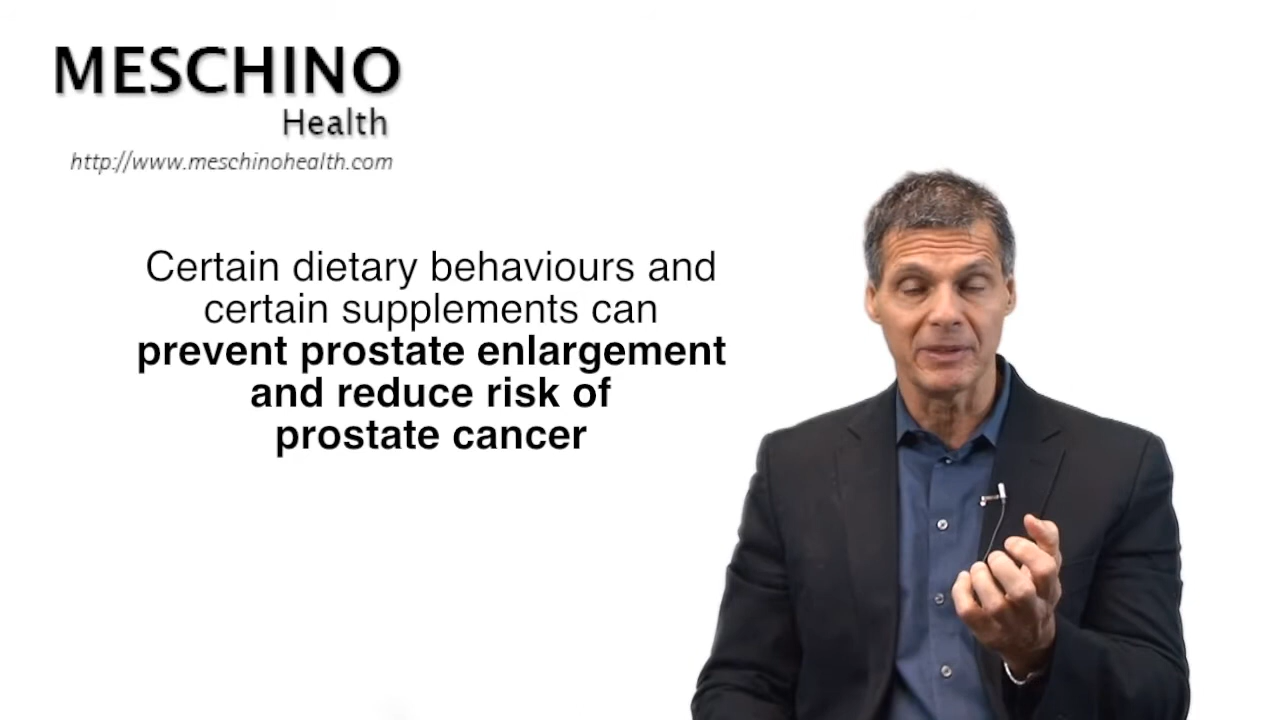 MESCHINO
Health
http://www.meschinohealth.com
Certain dietary behaviours and
certain supplements can
prevent prostate enlargement
and reduce risk of
prostate cancer